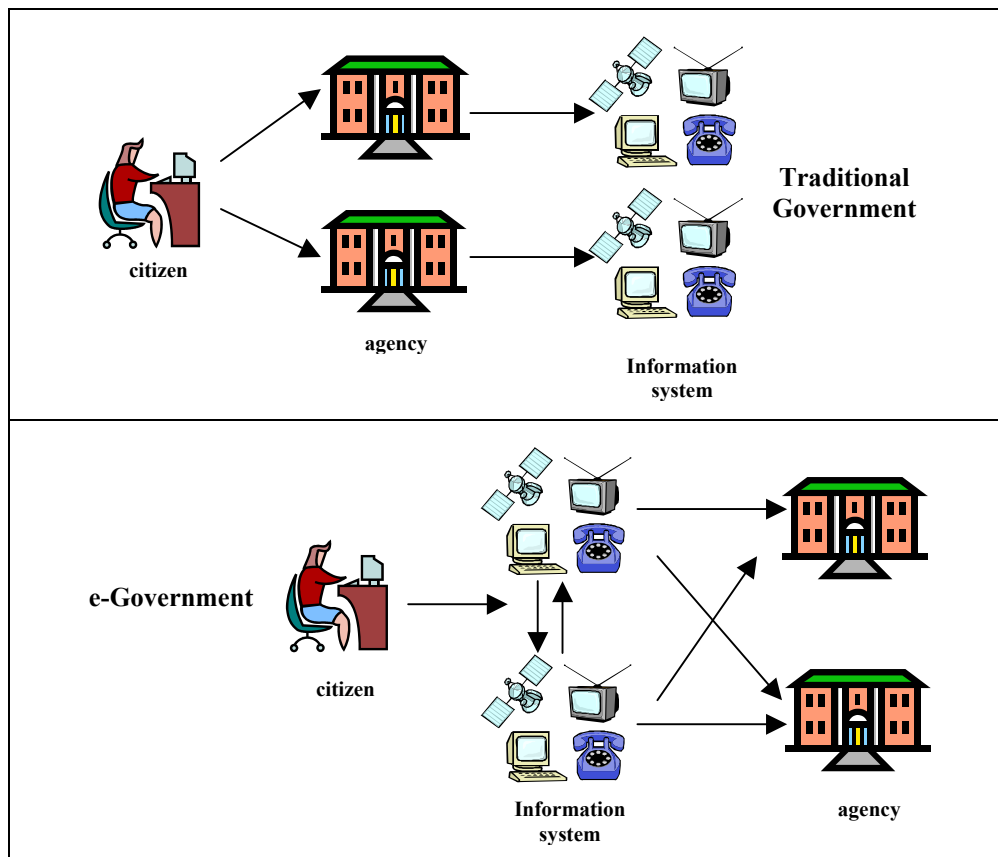 Traditional
Government
citizen
agency
Information
system
e-Government
citizen
Information
system
agency